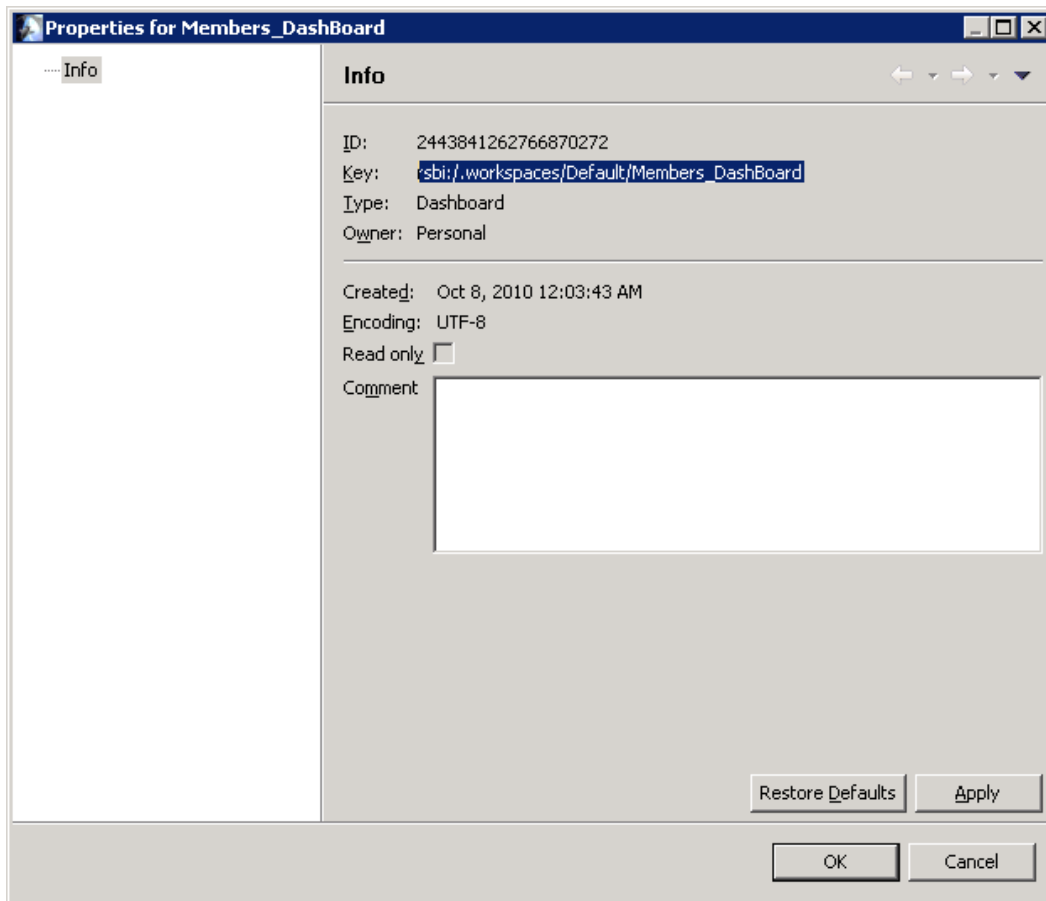 Properties for Members_DashBoard
Info
Info
ID: 2443841262766870272
Key: rsbi:/.workspaces/Default/Members_DashBoard
Type: Dashboard
Owner: Personal
Created: Oct 8, 2010 12:03:43 AM
Encoding: UTF-8
Read only
Comment
Restore Defaults
Apply
OK
Cancel